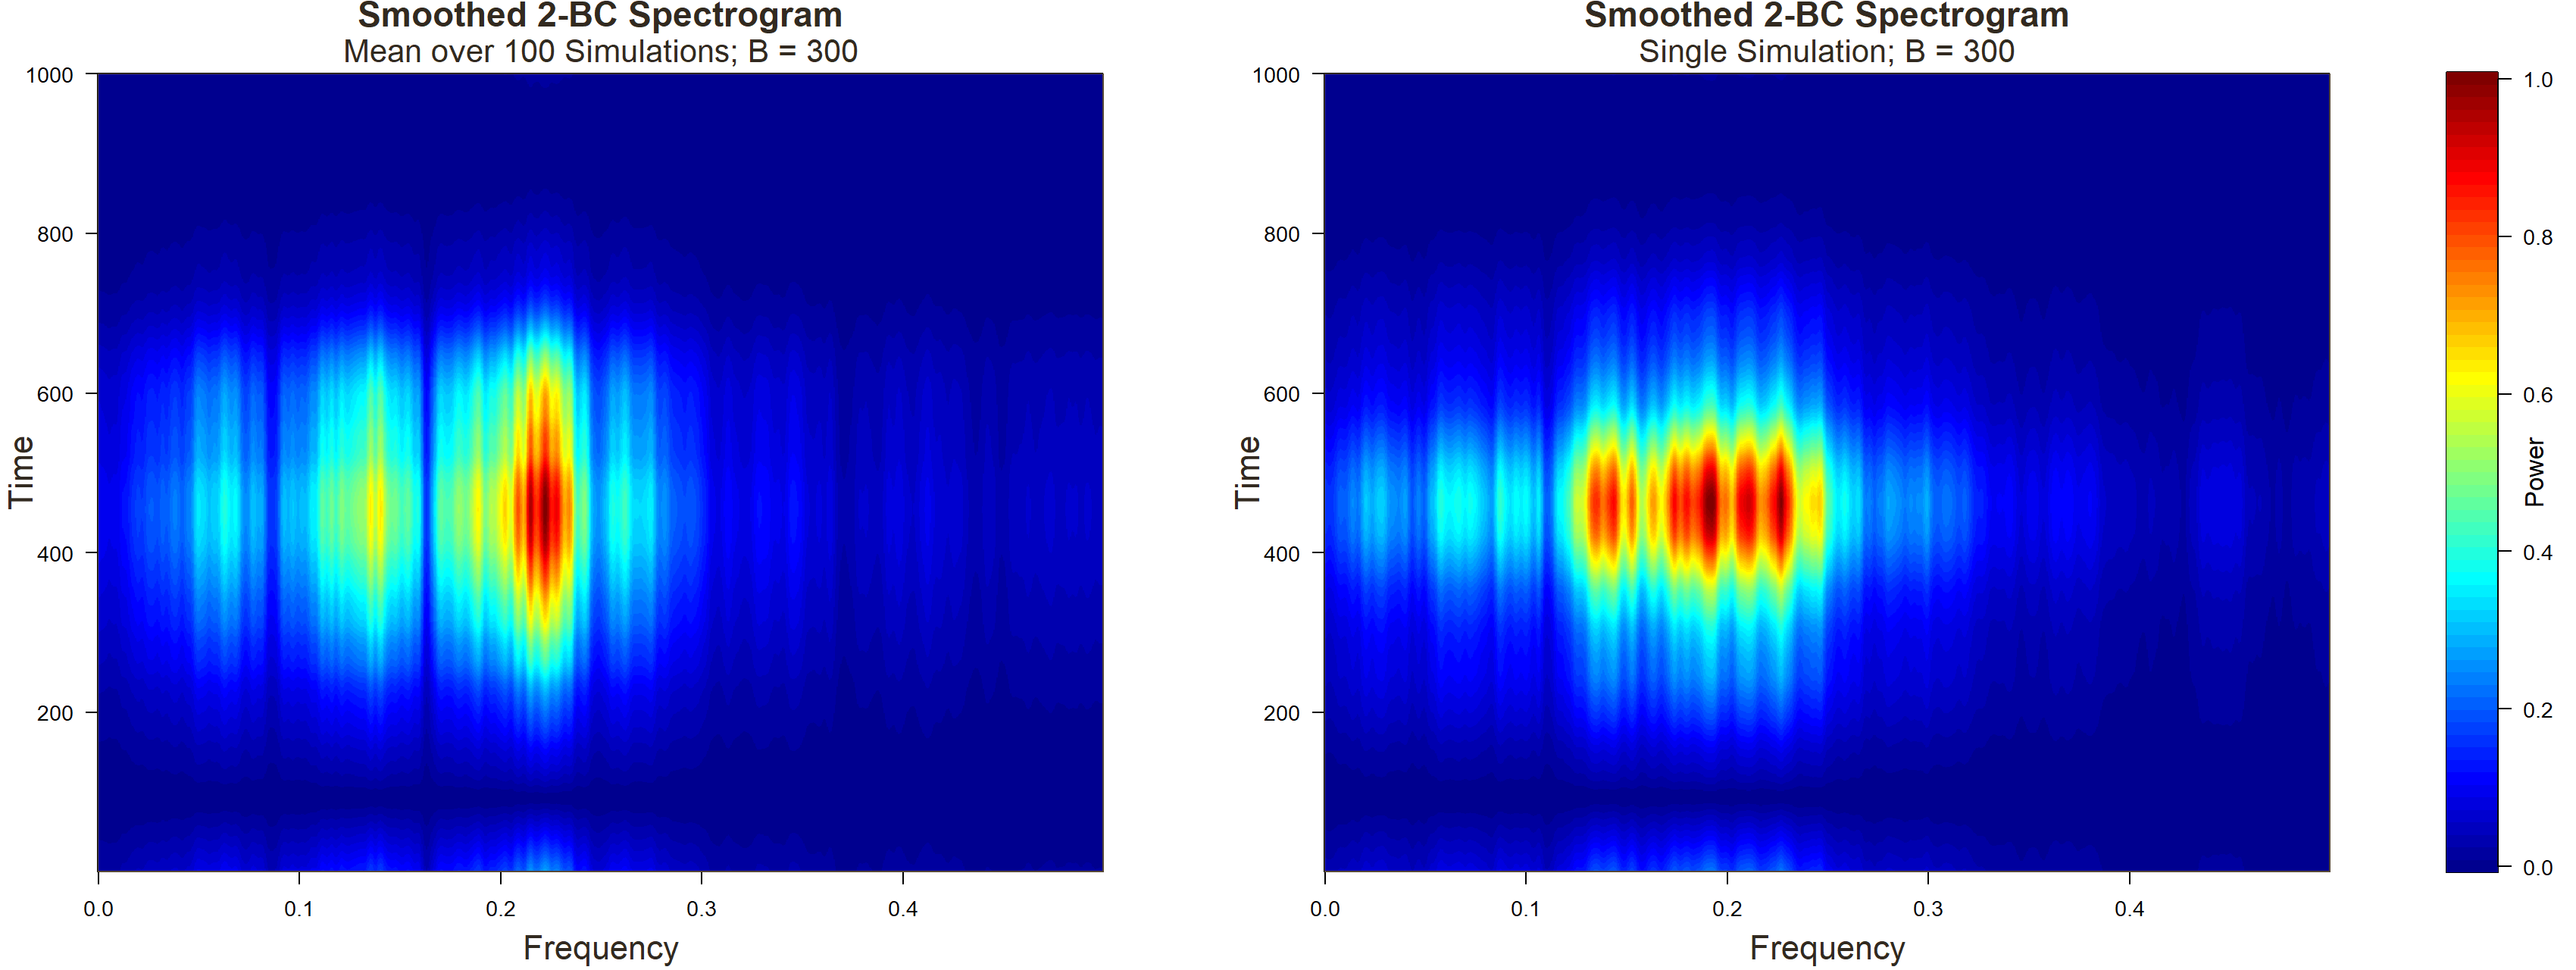 Smoothed 2-BC Spectrogram
Mean over 100 Simulations; B = 300
1000
800
600
400
200
Time
0.0 0.1 0.2 0.3 0.4
Frequency
Smoothed 2-BC Spectrogram
Single Simulation; B = 300
1000
800
600
400
200
Time
0.0 0.1 0.2 0.3 0.4
Frequency
1.0
0.8
0.6
0.4
0.2
0.0
Power